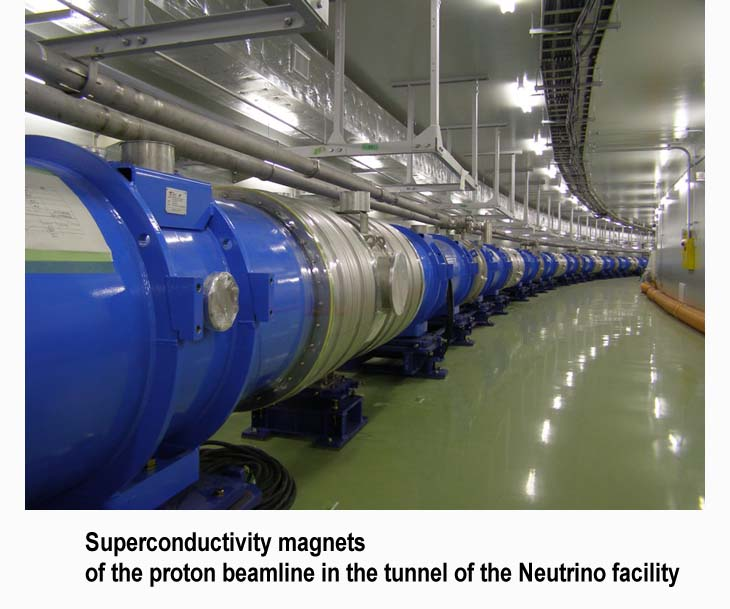 Superconductivity magnets
of the proton beamline in the tunnel of the Neutrino facility